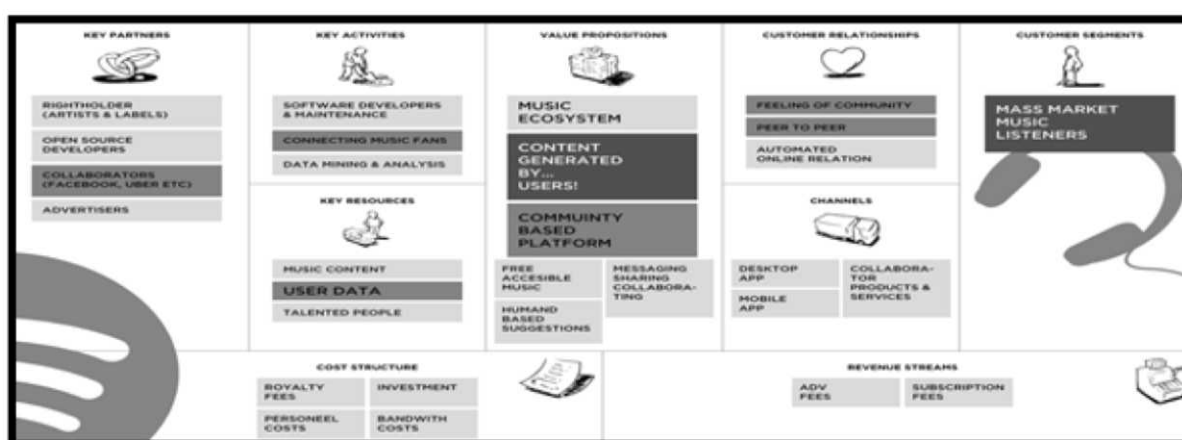 KEY PARTNERS
RIGHTHOLDER
(ARTISTS & LABELS)
OPEN SOURCE
DEVELOPERS
COLLABORATORS
(FACEBOOK, UBER ETC)
ADVERTISERS
KEY ACTIVITIES
SOFTWARE DEVELOPERS
& MAINTENANCE
CONNECTING MUSIC FANS
DATA MINING & ANALYSIS
KEY RESOURCES
MUSIC CONTENT
USER DATA
TALENTED PEOPLE
VALUE PROPOSITIONS
MUSIC
ECOSYSTEM
CONTENT
GENERATED
BY...
USERS!
COMMUINTY
BASED
PLATFORM
FREE
ACCESIBLE
MUSIC
MESSAGING
SHARING
COLLABORA-
TING
HUMAND
BASED
SUGGESTIONS
CUSTOMER RELATIONSHIPS
FEELING OF COMMUNITY
PEER TO PEER
AUTOMATED
ONLINE RELATION
CHANNELS
DESKTOP
APP
COLLABORA-
TOR
PRODUCTS &
SERVICES
MOBILE
APP
CUSTOMER SEGMENTS
MASS MARKET
MUSIC
LISTENERS
COST STRUCTURE
ROYALTY
FEES
INVESTMENT
PERSONEEL
COSTS
BANDWITH
COSTS
REVENUE STREAMS
ADV
FEES
SUBSCRIPTION
FEES